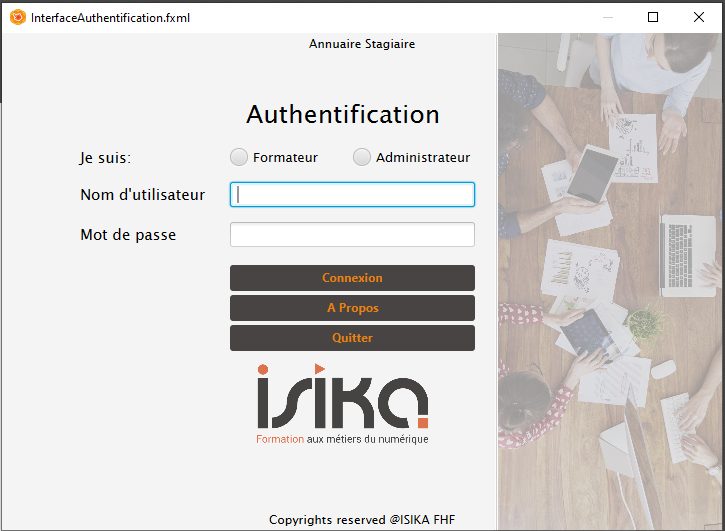 InterfaceAuthentification.fxml
Annuaire Stagiaire
Authentification
Je suis: Formateur Administrateur
Nom d'utilisateur
Mot de passe
Connexion
A Propos
Quitter
isika
Formation aux métiers du numérique
Copyrights reserved @ISIKA FHF